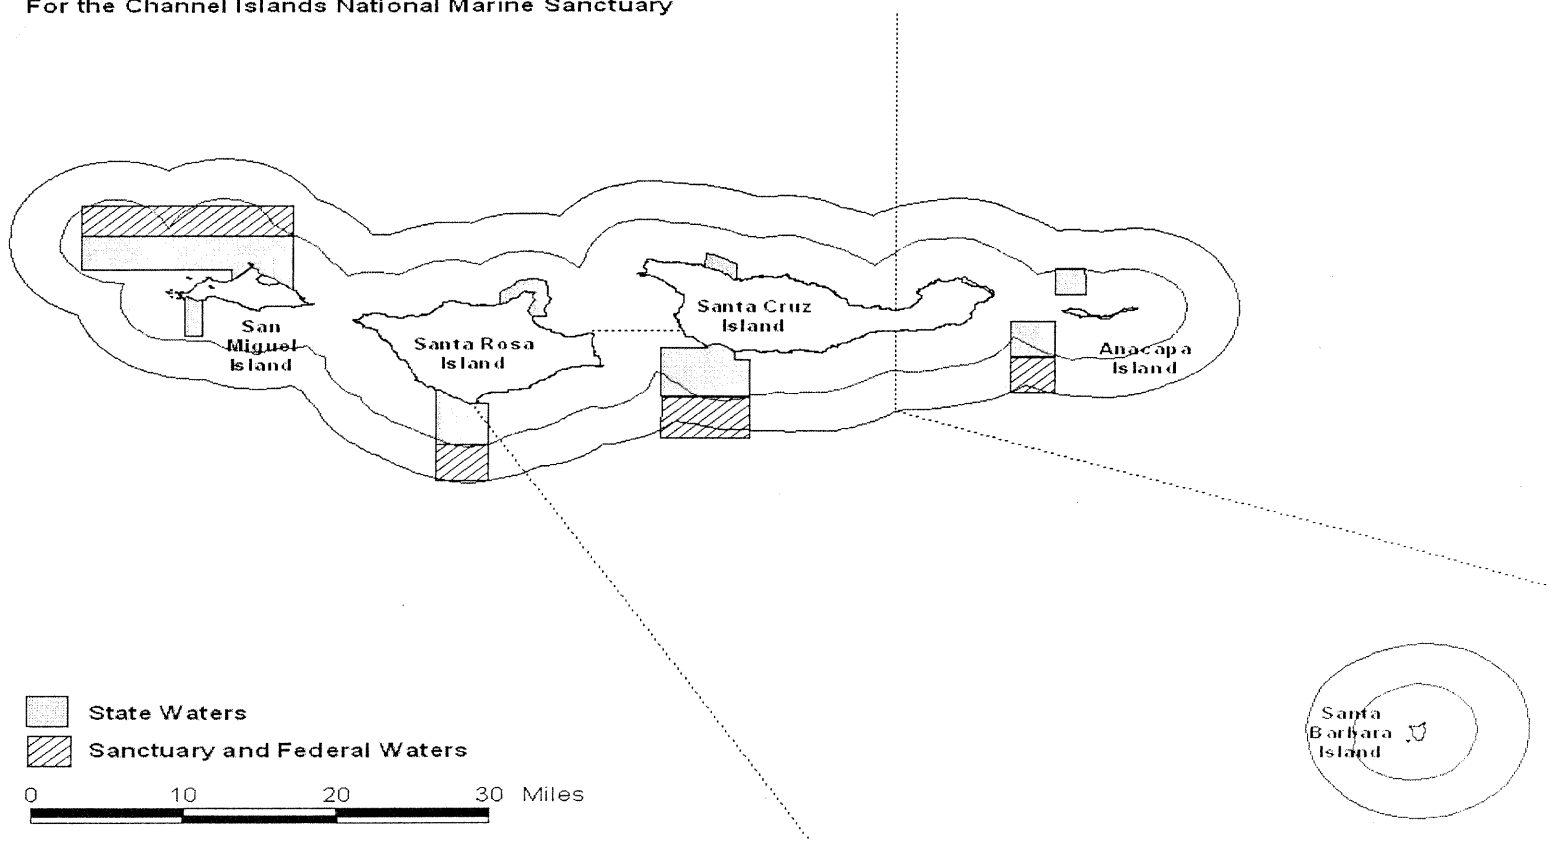 For the Channel Islands National Marine Sanctuary
San
Miguel
Island
Santa Rosa
Island
Santa Cruz
Island
Anacapa
Island
Santa
Barbara
Island
State Waters
Sanctuary and Federal Waters
0 10 20 30 Miles